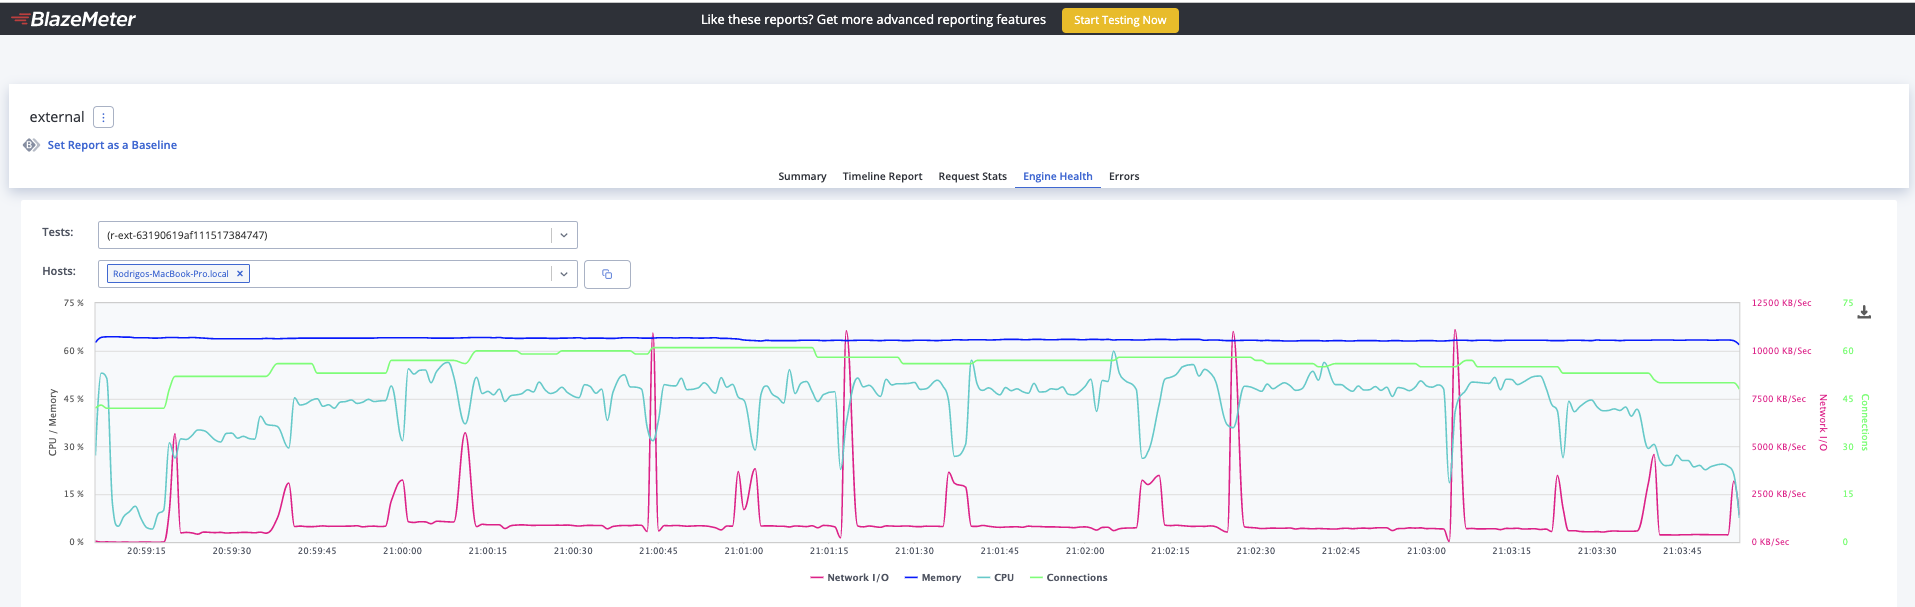 BlazeMeter
Like these reports? Get more advanced reporting features Start Testing Now
external
Set Report as a Baseline
Summary Timeline Report Request Stats Engine Health Errors
Tests: (r-ext-63190619af111517384747)
Hosts: Rodrigos-MacBook-Pro.local ×
75 % 12500 KB/Sec 75
60 % 10000 KB/Sec 60
45 % 7500 KB/Sec 45
30 % 5000 KB/Sec 30
15 % 2500 KB/Sec 15
0 % 0 KB/Sec 0
CPU / Memory
Network I/O
Connections
20:59:15 20:59:30 20:59:45 21:00:00 21:00:15 21:00:30 21:00:45 21:01:00 21:01:15 21:01:30 21:01:45 21:02:00 21:02:15 21:02:30 21:02:45 21:03:00 21:03:15 21:03:30 21:03:45
Network I/O Memory CPU Connections